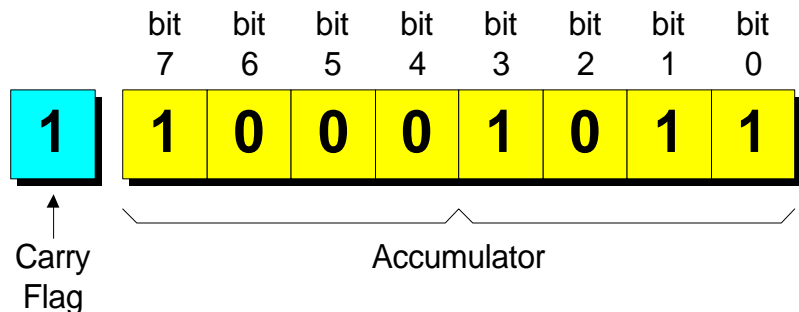 bit bit bit bit bit bit bit bit
7 6 5 4 3 2 1 0
1 1 0 0 0 1 0 1 1
Carry Flag
Accumulator